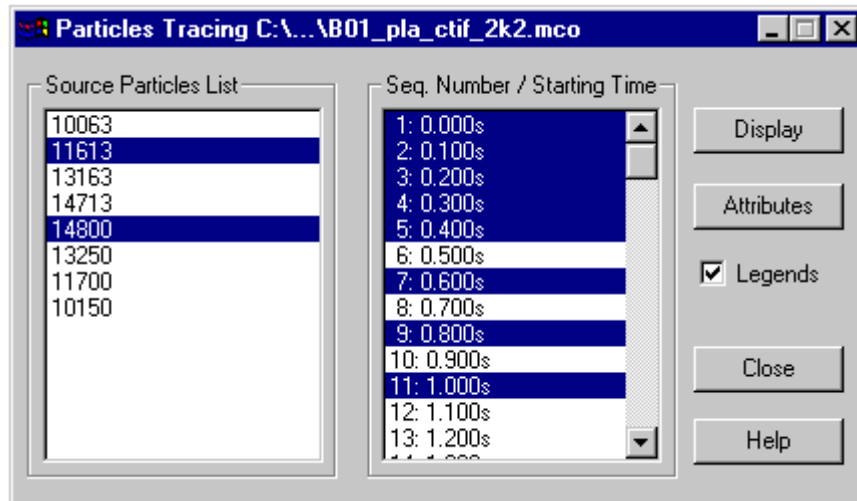 Particles Tracing C:\...\B01_pla_ctif_2k2.mco
Source Particles List
10063
11613
13163
14713
14800
13250
11700
10150
Seq. Number / Starting Time
1: 0.000s
2: 0.100s
3: 0.200s
4: 0.300s
5: 0.400s
6: 0.500s
7: 0.600s
8: 0.700s
9: 0.800s
10: 0.900s
11: 1.000s
12: 1.100s
13: 1.200s
Display
Attributes
Legends
Close
Help